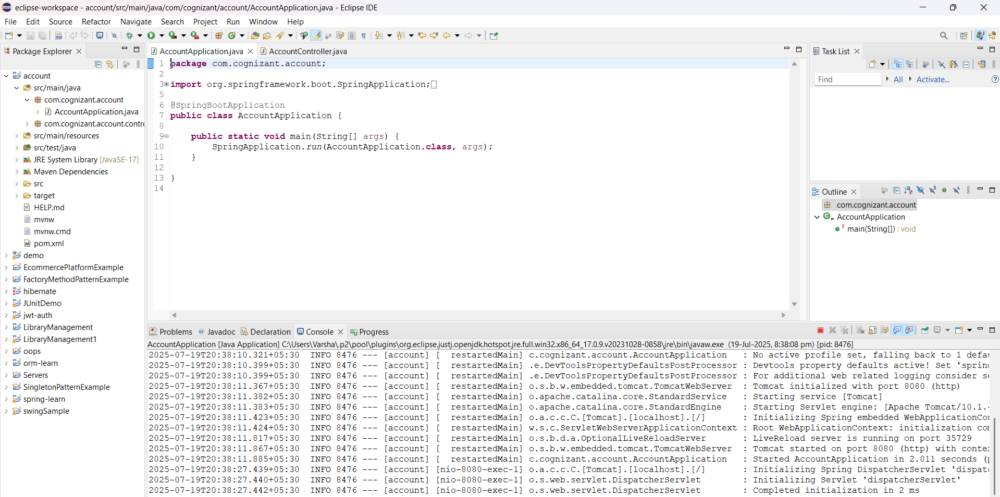 eclipse-workspace - account/src/main/java/com/cognizant/account/AccountApplication.java - Eclipse IDE
File Edit Source Refactor Navigate Search Project Run Window Help
Package Explorer
account
src/main/java
com.cognizant.account
AccountApplication.java
com.cognizant.account.contro
src/main/resources
src/test/java
JRE System Library [JavaSE-17]
Maven Dependencies
src
target
HELP.md
mvnw
mvnw.cmd
pom.xml
demo
EcommercePlatformExample
FactoryMethodPatternExample
hibernate
JUnitDemo
jwt-auth
LibraryManagement
LibraryManagement1
oops
orm-learn
Servers
SingletonPatternExample
spring-learn
swingSample
AccountApplication.java AccountController.java
1 package com.cognizant.account;
2
3 import org.springframework.boot.SpringApplication;
5
6 @SpringBootApplication
7 public class AccountApplication {
8
9 public static void main(String[] args) {
10 SpringApplication.run(AccountApplication.class, args);
11 }
12
13 }
14
Task List
Find All Activate...
Outline
com.cognizant.account
AccountApplication
main(String[]) : void
Problems Javadoc Declaration Console Progress
AccountApplication [Java Application] C:\Users\Varsha\.p2\pool\plugins\org.eclipse.justj.openjdk.hotspot.jre.full.win32.x86_64_17.0.9.v20231028-0858\jre\bin\javaw.exe (19-Jul-2025, 8:38:08 pm) [pid: 8476]
2025-07-19T20:38:10.321+05:30 INFO 8476 --- [account] [ restartedMain] c.cognizant.account.AccountApplication : No active profile set, falling back to 1 defau
2025-07-19T20:38:10.399+05:30 INFO 8476 --- [account] [ restartedMain] .e.DevToolsPropertyDefaultsPostProcessor : Devtools property defaults active! Set 'sprin
2025-07-19T20:38:10.399+05:30 INFO 8476 --- [account] [ restartedMain] .e.DevToolsPropertyDefaultsPostProcessor : For additional web related logging consider se
2025-07-19T20:38:11.367+05:30 INFO 8476 --- [account] [ restartedMain] o.s.b.w.embedded.tomcat.TomcatWebServer : Tomcat initialized with port 8080 (http)
2025-07-19T20:38:11.382+05:30 INFO 8476 --- [account] [ restartedMain] o.apache.catalina.core.StandardService : Starting service [Tomcat]
2025-07-19T20:38:11.383+05:30 INFO 8476 --- [account] [ restartedMain] o.apache.catalina.core.StandardEngine : Starting Servlet engine: [Apache Tomcat/10.1.
2025-07-19T20:38:11.423+05:30 INFO 8476 --- [account] [ restartedMain] o.a.c.c.C.[Tomcat].[localhost].[/] : Initializing Spring embedded WebApplicationCon
2025-07-19T20:38:11.424+05:30 INFO 8476 --- [account] [ restartedMain] w.s.c.ServletWebServerApplicationContext : Root WebApplicationContext: initialization com
2025-07-19T20:38:11.817+05:30 INFO 8476 --- [account] [ restartedMain] o.s.b.d.a.OptionalLiveReloadServer : LiveReload server is running on port 35729
2025-07-19T20:38:11.867+05:30 INFO 8476 --- [account] [ restartedMain] o.s.b.w.embedded.tomcat.TomcatWebServer : Tomcat started on port 8080 (http) with contex
2025-07-19T20:38:11.885+05:30 INFO 8476 --- [account] [ restartedMain] c.cognizant.account.AccountApplication : Started AccountApplication in 2.011 seconds (p
2025-07-19T20:38:27.439+05:30 INFO 8476 --- [account] [nio-8080-exec-1] o.a.c.c.C.[Tomcat].[localhost].[/] : Initializing Spring DispatcherServlet 'dispatc
2025-07-19T20:38:27.440+05:30 INFO 8476 --- [account] [nio-8080-exec-1] o.s.web.servlet.DispatcherServlet : Initializing Servlet 'dispatcherServlet'
2025-07-19T20:38:27.442+05:30 INFO 8476 --- [account] [nio-8080-exec-1] o.s.web.servlet.DispatcherServlet : Completed initialization in 2 ms